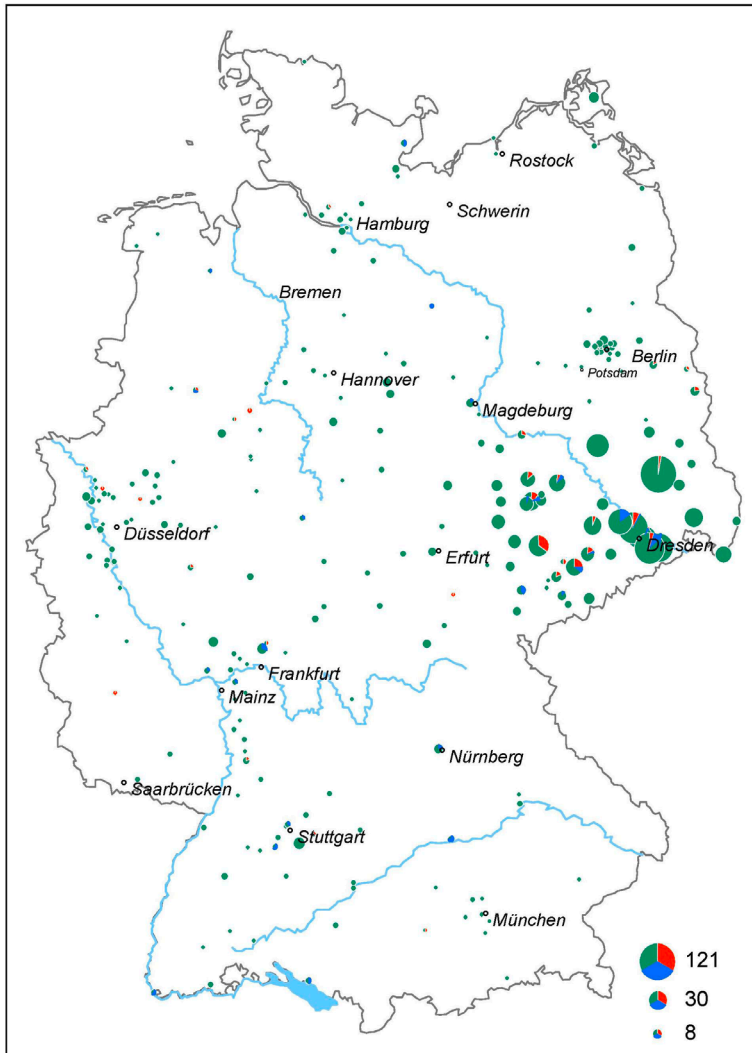 Rostock
Schwerin
Hamburg
Bremen
Berlin
Potsdam
Hannover
Magdeburg
Düsseldorf
Dresden
Erfurt
Frankfurt
Mainz
Nürnberg
Saarbrücken
Stuttgart
München
121
30
8